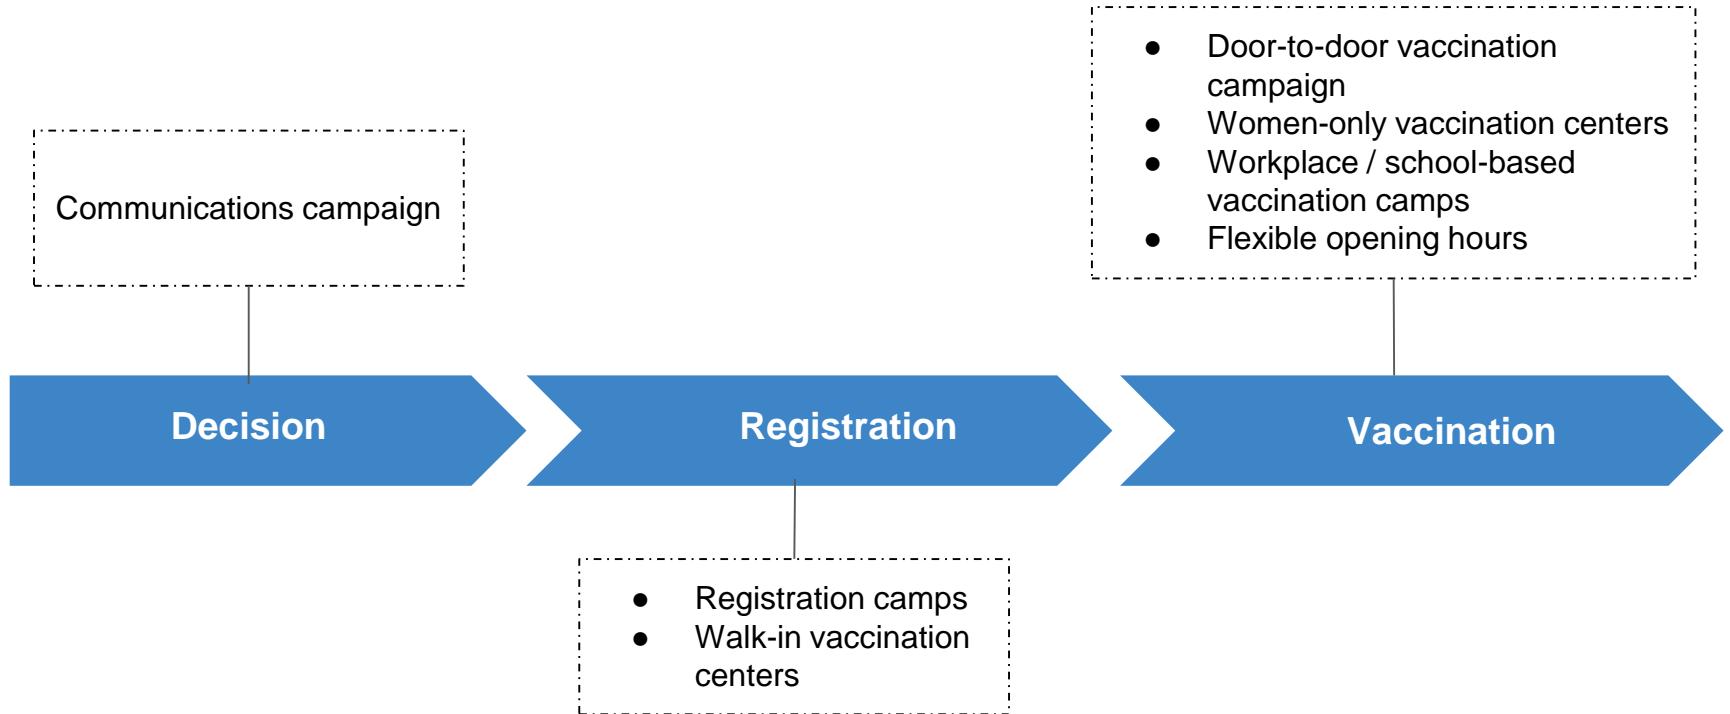 ● Door-to-door vaccination
campaign
● Women-only vaccination centers
● Workplace / school-based
vaccination camps
● Flexible opening hours
Communications campaign
Decision
Registration
Vaccination
● Registration camps
● Walk-in vaccination
centers